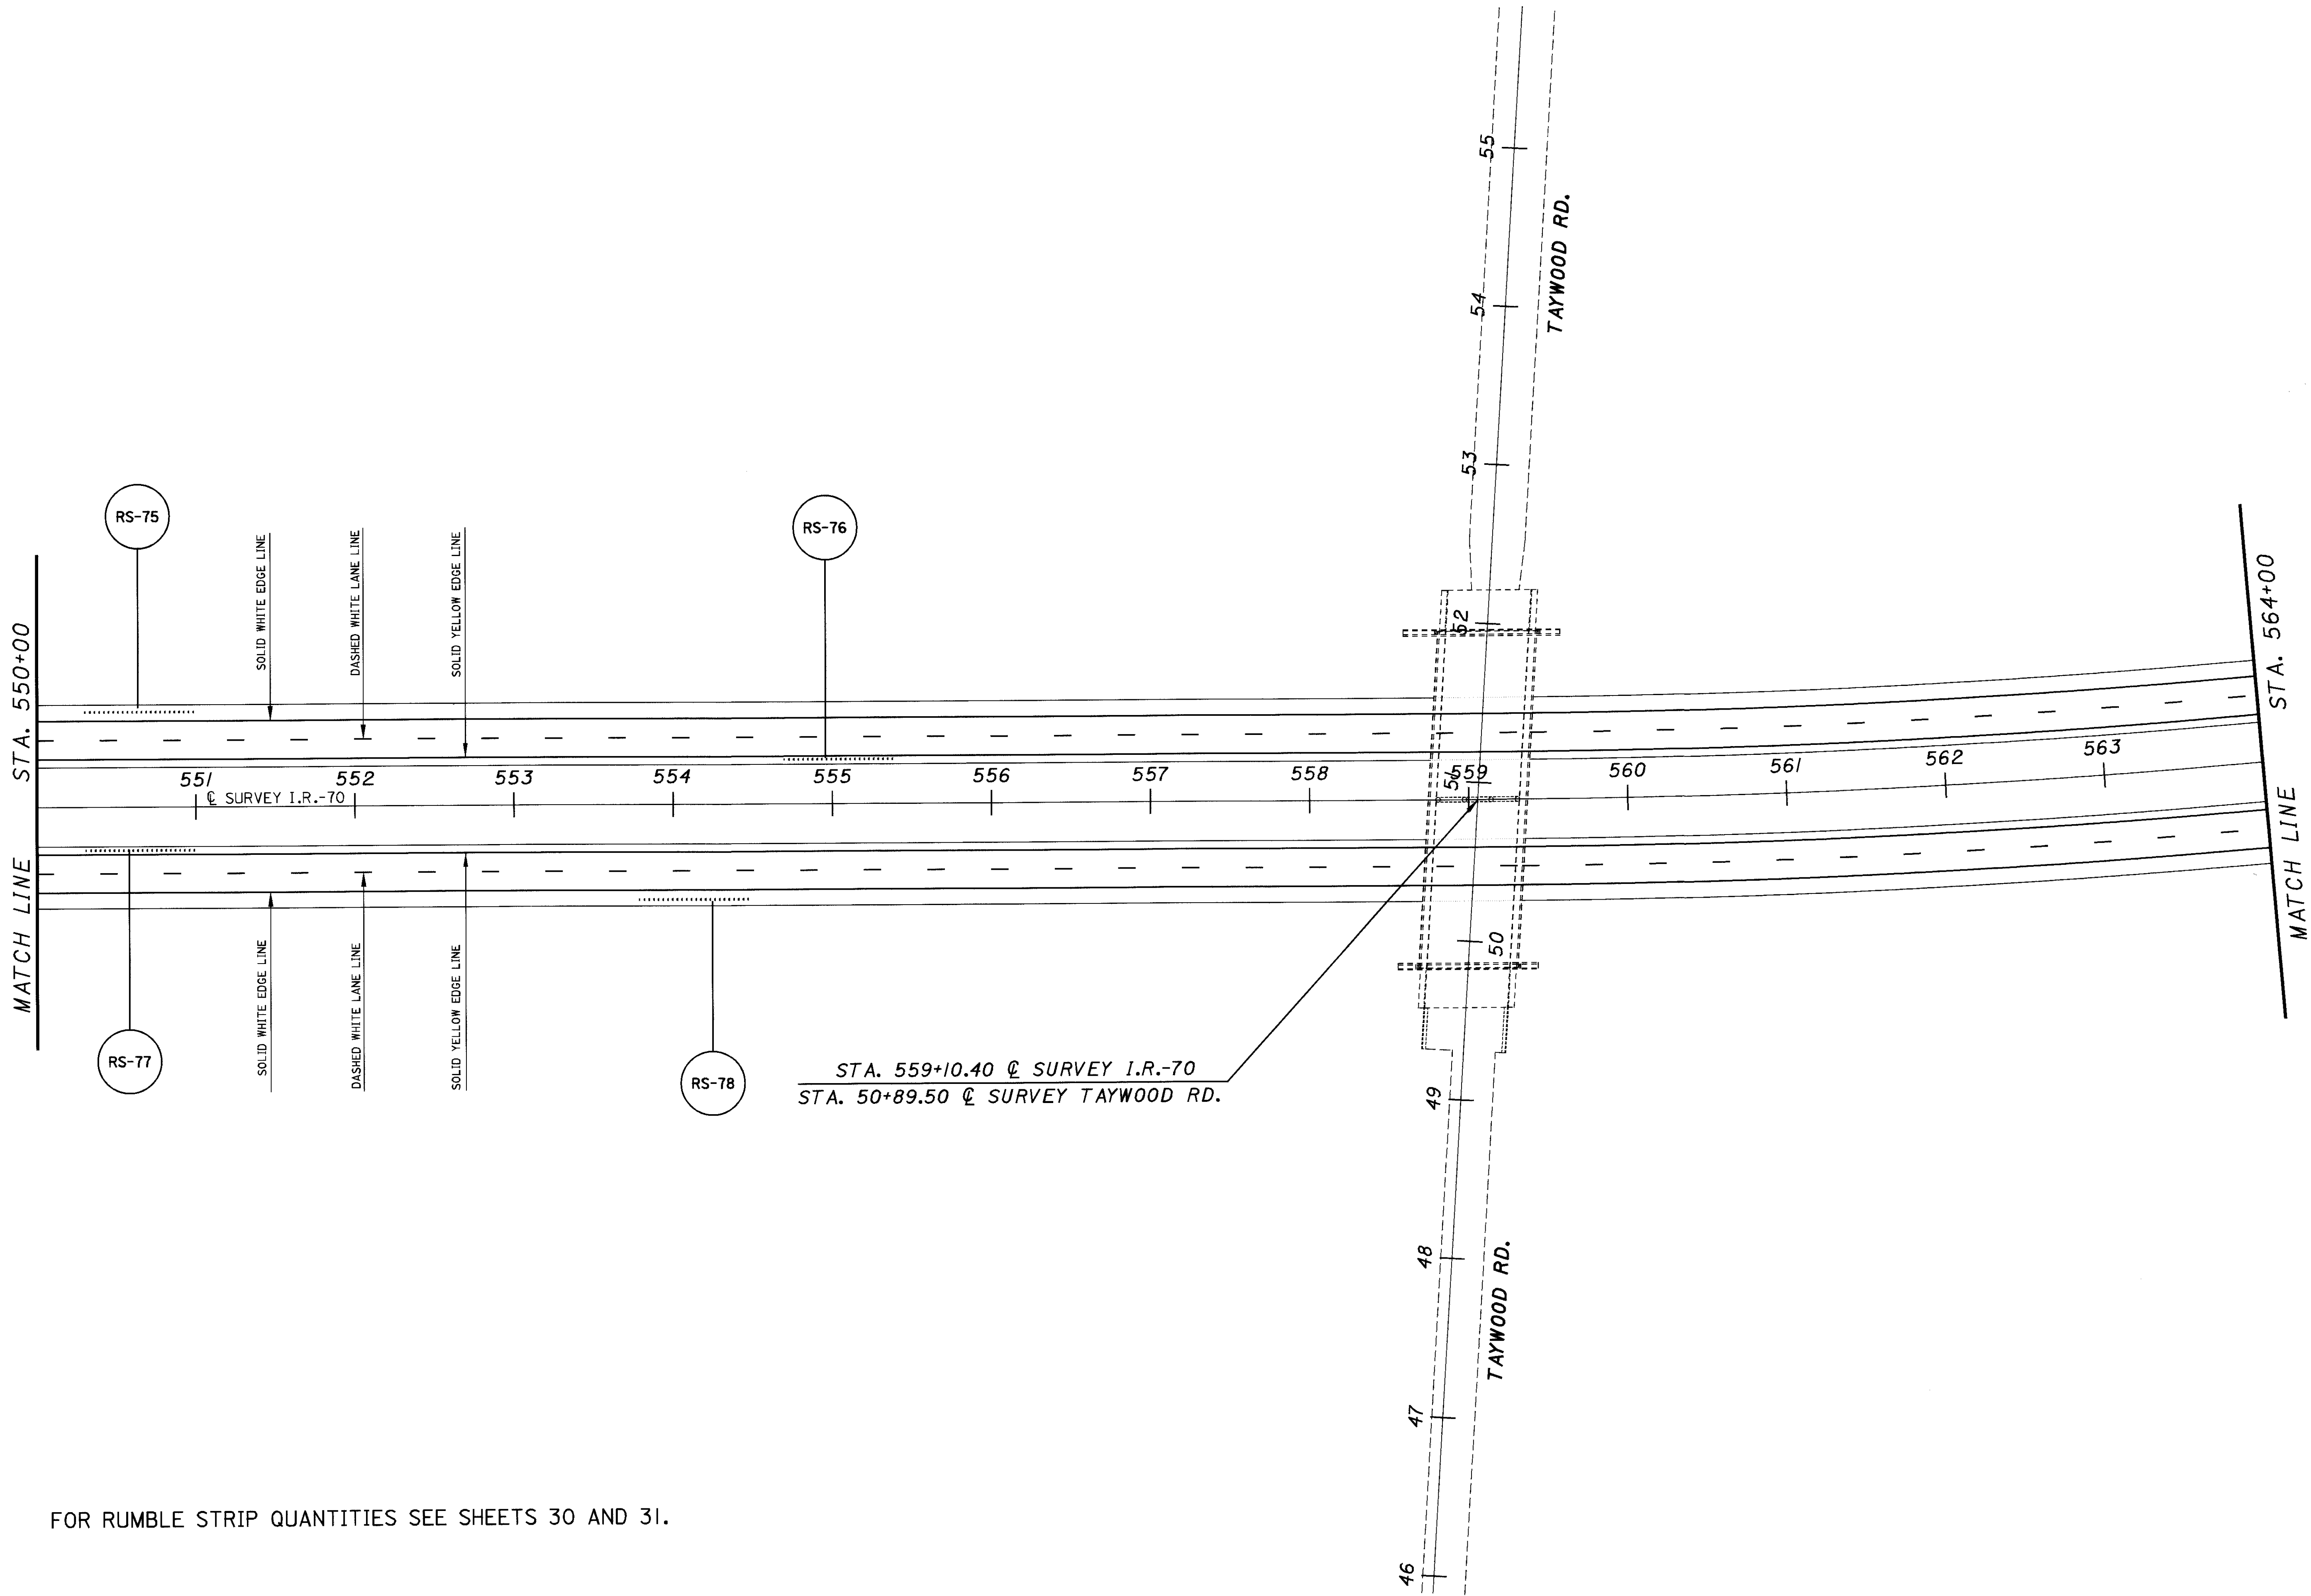 55
54
TAYWOOD RD.
53
52
RS-75
RS-76
SOLID WHITE EDGE LINE
DASHED WHITE LANE LINE
SOLID YELLOW EDGE LINE
MATCH LINE STA. 550+00
MATCH LINE STA. 564+00
551
552
553
554
555
556
557
558
51
559
560
561
562
563
℄ SURVEY I.R.-70
50
RS-77
RS-78
SOLID WHITE EDGE LINE
DASHED WHITE LANE LINE
SOLID YELLOW EDGE LINE
STA. 559+10.40 ℄ SURVEY I.R.-70
STA. 50+89.50 ℄ SURVEY TAYWOOD RD.
49
48
TAYWOOD RD.
47
46
FOR RUMBLE STRIP QUANTITIES SEE SHEETS 30 AND 31.